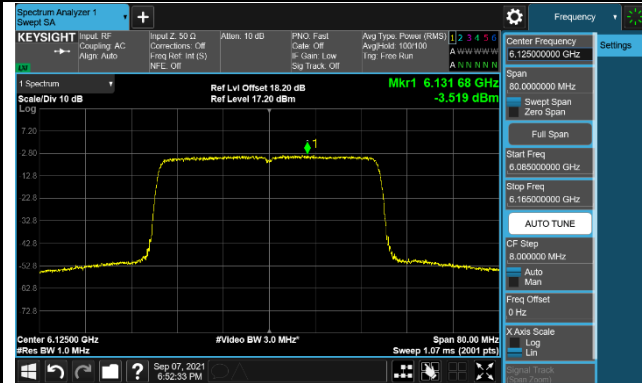 Spectrum Analyzer 1
Swept SA
+
Frequency
KEYSIGHT
Input: RF
Coupling: AC
Align: Auto
Input Z: 50 Ω
Corrections: Off
Freq Ref: Int (S)
NFE: Off
Atten: 10 dB
PNO: Fast
Gate: Off
IF Gain: Low
Sig Track: Off
Avg Type: Power (RMS)
Avg|Hold: 100/100
Trig: Free Run
1 2 3 4 5 6
A W W W W W
A N N N N N
LXI
1 Spectrum
Scale/Div 10 dB
Log
Ref Lvl Offset 18.20 dB
Ref Level 17.20 dBm
Mkr1 6.131 68 GHz
-3.519 dBm
7.20
-2.80
-12.8
-22.8
-32.8
-42.8
-52.8
-62.8
-72.8
1
Center 6.12500 GHz
#Res BW 1.0 MHz
#Video BW 3.0 MHz*
Span 80.00 MHz
Sweep 1.07 ms (2001 pts)
Sep 07, 2021
6:52:33 PM
?
Center Frequency
6.125000000 GHz
Settings
Span
80.0000000 MHz
Swept Span
Zero Span
Full Span
Start Freq
6.085000000 GHz
Stop Freq
6.165000000 GHz
AUTO TUNE
CF Step
8.000000 MHz
Auto
Man
Freq Offset
0 Hz
X Axis Scale
Log
Lin
Signal Track
(Span Zoom)